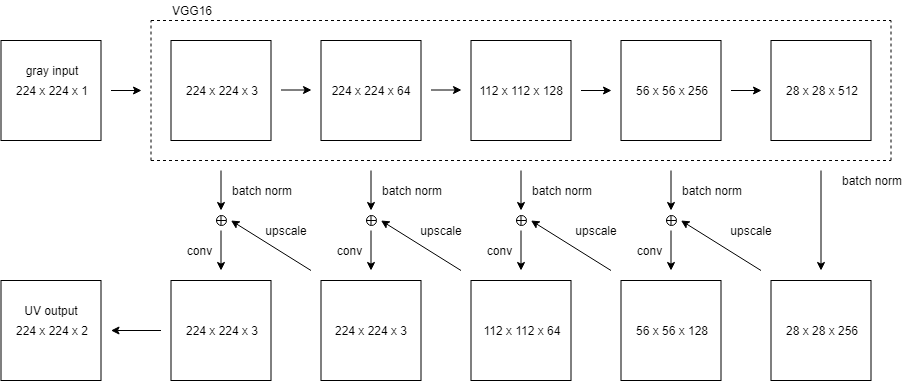 VGG16
gray input
224 x 224 x 1
224 x 224 x 3
224 x 224 x 64
112 x 112 x 128
56 x 56 x 256
28 x 28 x 512
batch norm
batch norm
batch norm
batch norm
batch norm
upscale
upscale
upscale
upscale
conv
conv
conv
conv
UV output
224 x 224 x 2
224 x 224 x 3
224 x 224 x 3
112 x 112 x 64
56 x 56 x 128
28 x 28 x 256